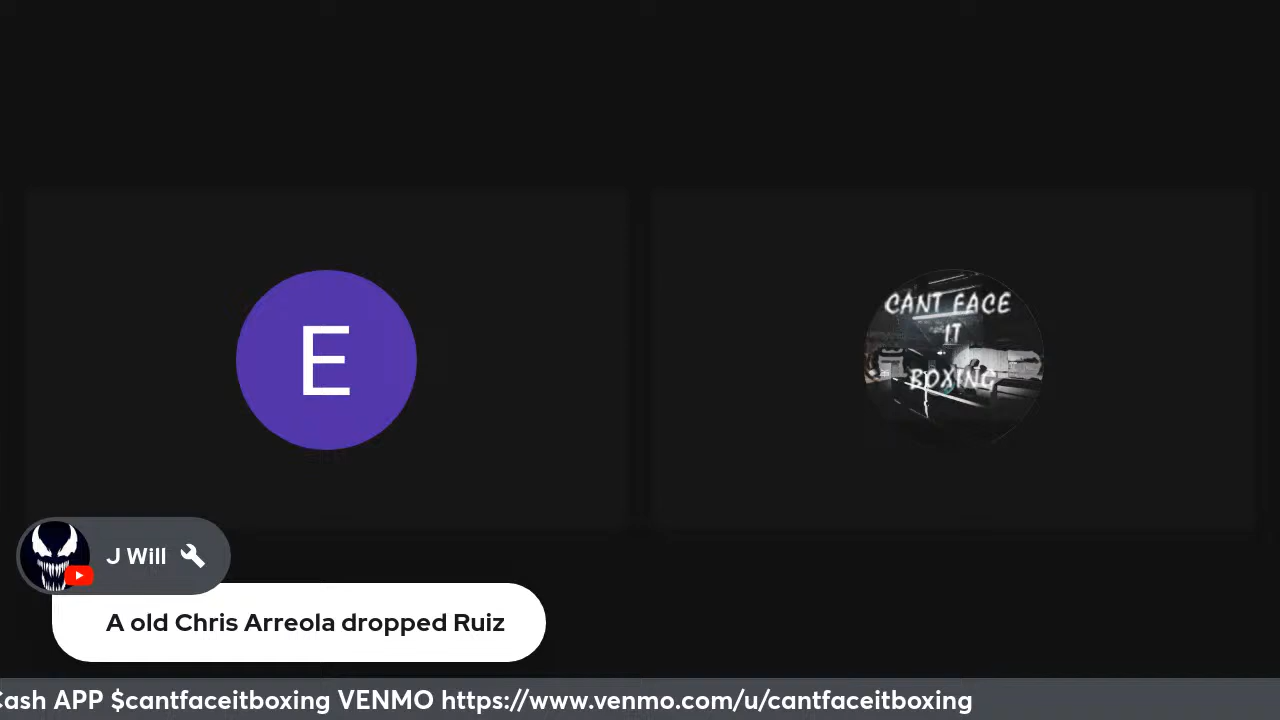 E
CANT FACE
IT
BOXING
J Will
A old Chris Arreola dropped Ruiz
Cash APP $cantfaceitboxing VENMO https://www.venmo.com/u/cantfaceitboxing